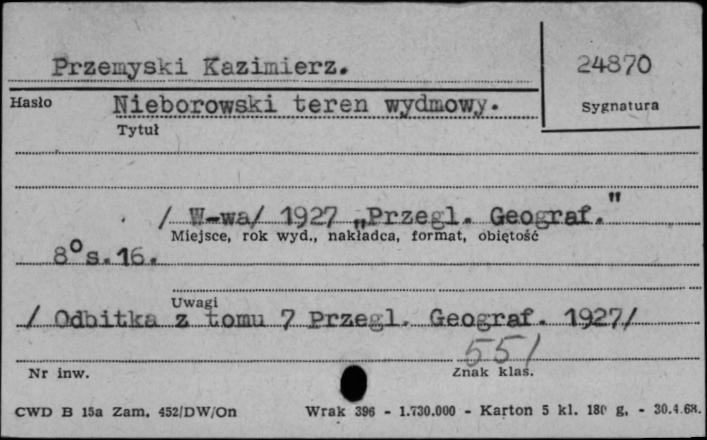 Przemyski Kazimierz. 24870
Hasło Nieborowski teren wydmowy. Sygnatura
Tytuł
/ W-wa/ 1927 „Przegl. Geograf."
Miejsce, rok wyd., nakładca, format, objętość
8° s. 16.
Uwagi
/ Odbitka z tomu 7 Przegl. Geograf. 1927/
551
Nr inw. Znak klas.
CWD B 15a Zam. 452/DW/On Wrak 396 - 1.730.000 - Karton 5 kl. 180 g. - 30.4.68.